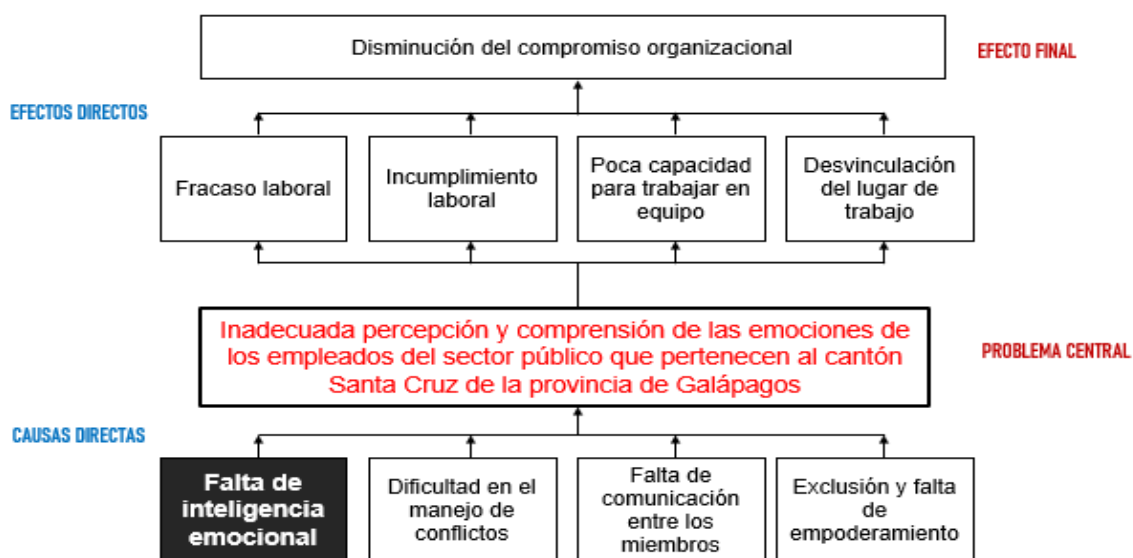 Disminución del compromiso organizacional
EFECTO FINAL
EFECTOS DIRECTOS
Fracaso laboral
Incumplimiento
laboral
Poca capacidad
para trabajar en
equipo
Desvinculación
del lugar de
trabajo
Inadecuada percepción y comprensión de las emociones de
los empleados del sector público que pertenecen al cantón
Santa Cruz de la provincia de Galápagos
PROBLEMA CENTRAL
CAUSAS DIRECTAS
Falta de
inteligencia
emocional
Dificultad en el
manejo de
conflictos
Falta de
comunicación
entre los
miembros
Exclusión y falta
de
empoderamiento